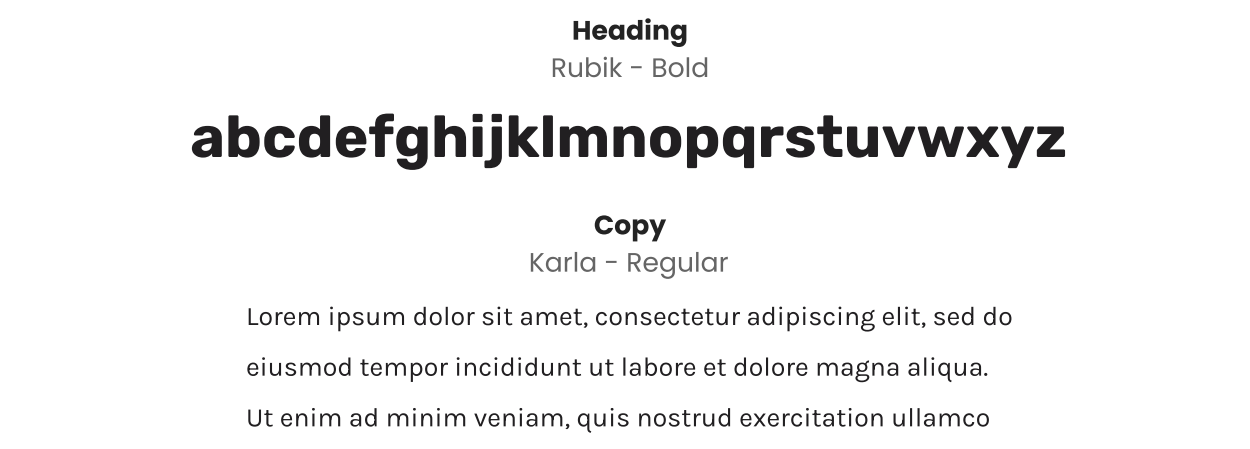 Heading
Rubik - Bold
abcdefghijklmnopqrstuvwxyz
Copy
Karla - Regular
Lorem ipsum dolor sit amet, consectetur adipiscing elit, sed do
eiusmod tempor incididunt ut labore et dolore magna aliqua.
Ut enim ad minim veniam, quis nostrud exercitation ullamco